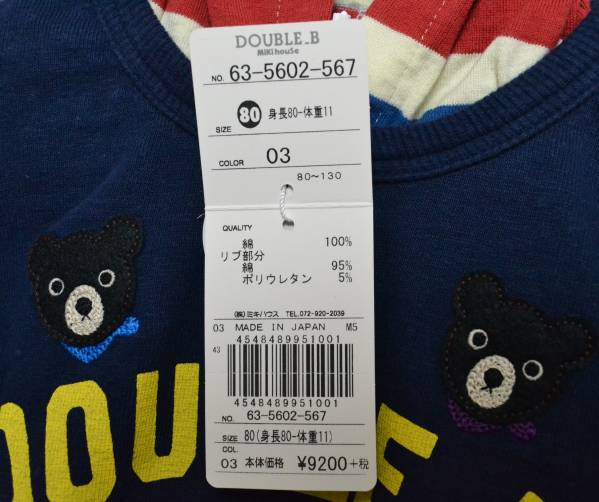 DOUBLE_B
MIKI HOUSE
NO. 63-5602-567
SIZE 80 身長80-体重11
COLOR 03
80～130
QUALITY
綿 100%
リブ部分
綿 95%
ポリウレタン 5%
(株)ミキハウス TEL.072-920-2039
03 MADE IN JAPAN M5
43 4548489951001
NO. 63-5602-567
SIZE 80(身長80-体重11)
COL. 03 本体価格 ¥9200+税